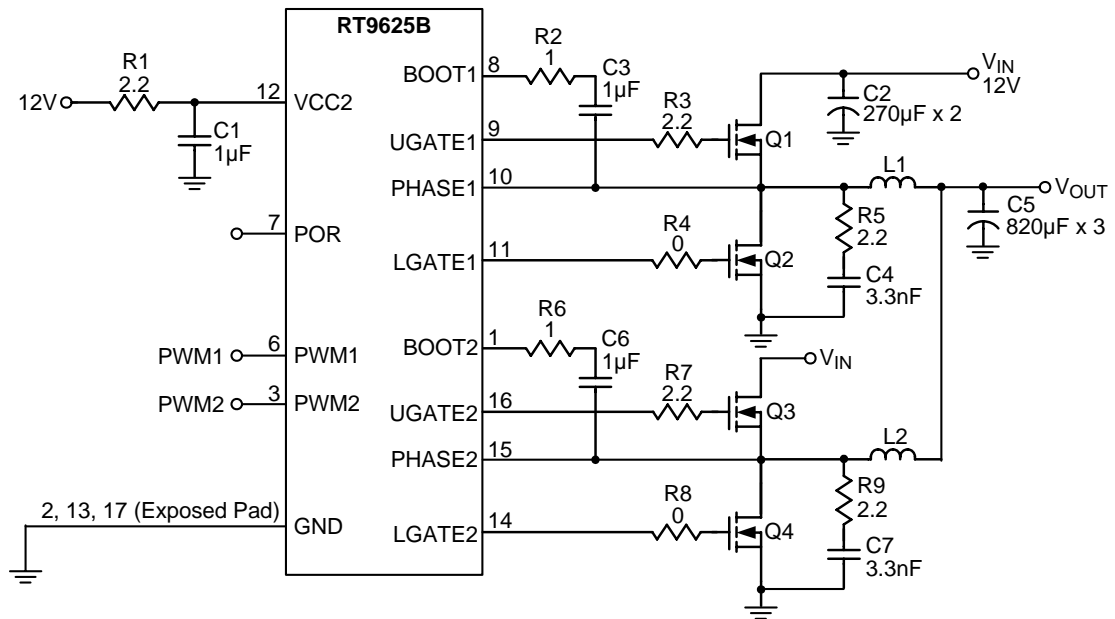 RT9625B
R1
2.2
12V
12
VCC2
C1
1µF
7
POR
6
PWM1
PWM1
3
PWM2
PWM2
2, 13, 17 (Exposed Pad)
GND
BOOT1
8
R2
1
C3
1µF
UGATE1
9
R3
2.2
Q1
VIN
12V
C2
270µF x 2
PHASE1
10
L1
VOUT
C5
820µF x 3
LGATE1
11
R4
0
Q2
R5
2.2
C4
3.3nF
BOOT2
1
R6
1
C6
1µF
VIN
UGATE2
16
R7
2.2
Q3
PHASE2
15
L2
LGATE2
14
R8
0
Q4
R9
2.2
C7
3.3nF